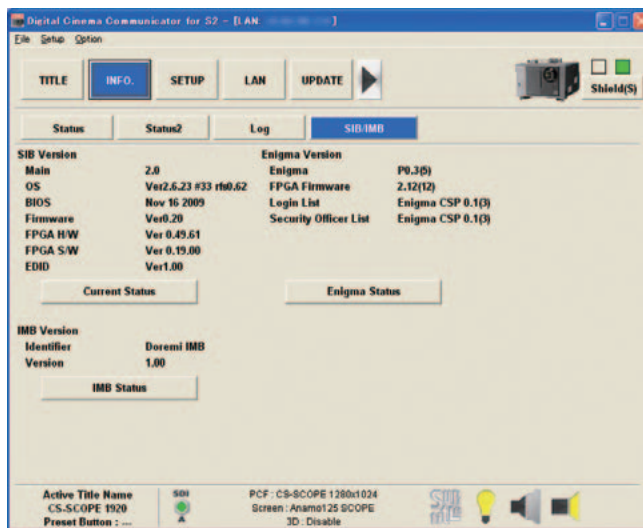 Digital Cinema Communicator for S2 - [LAN: ]
File Setup Option
TITLE INFO. SETUP LAN UPDATE Shield(S)
Status Status2 Log SIB/IMB
SIB Version Enigma Version
Main 2.0 Enigma P0.3(5)
OS Ver2.6.23 #33 rfs0.62 FPGA Firmware 2.12(12)
BIOS Nov 16 2009 Login List Enigma CSP 0.1(3)
Firmware Ver0.20 Security Officer List Enigma CSP 0.1(3)
FPGA H/W Ver 0.49.61
FPGA S/W Ver 0.19.00
EDID Ver1.00
Current Status Enigma Status
IMB Version
Identifier Doremi IMB
Version 1.00
IMB Status
Active Title Name SDI PCF : CS-SCOPE 1280x1024
CS-SCOPE 1920 Screen : Anamo125 SCOPE
Preset Button : ... A 3D : Disable